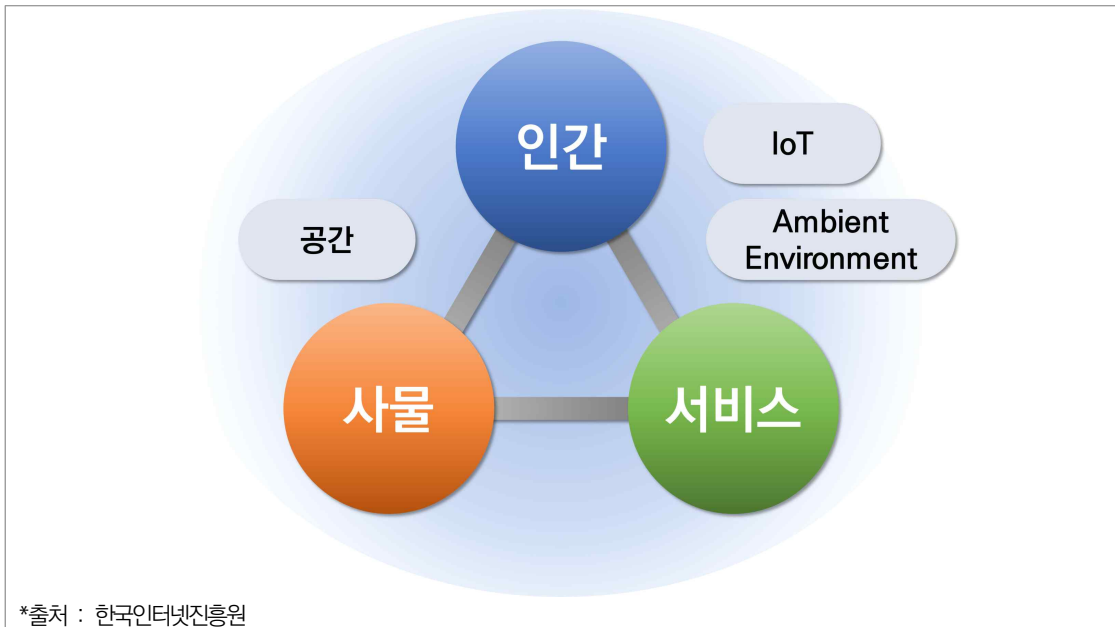 인간
IoT
공간
Ambient
Environment
사물
서비스
*출처 : 한국인터넷진흥원